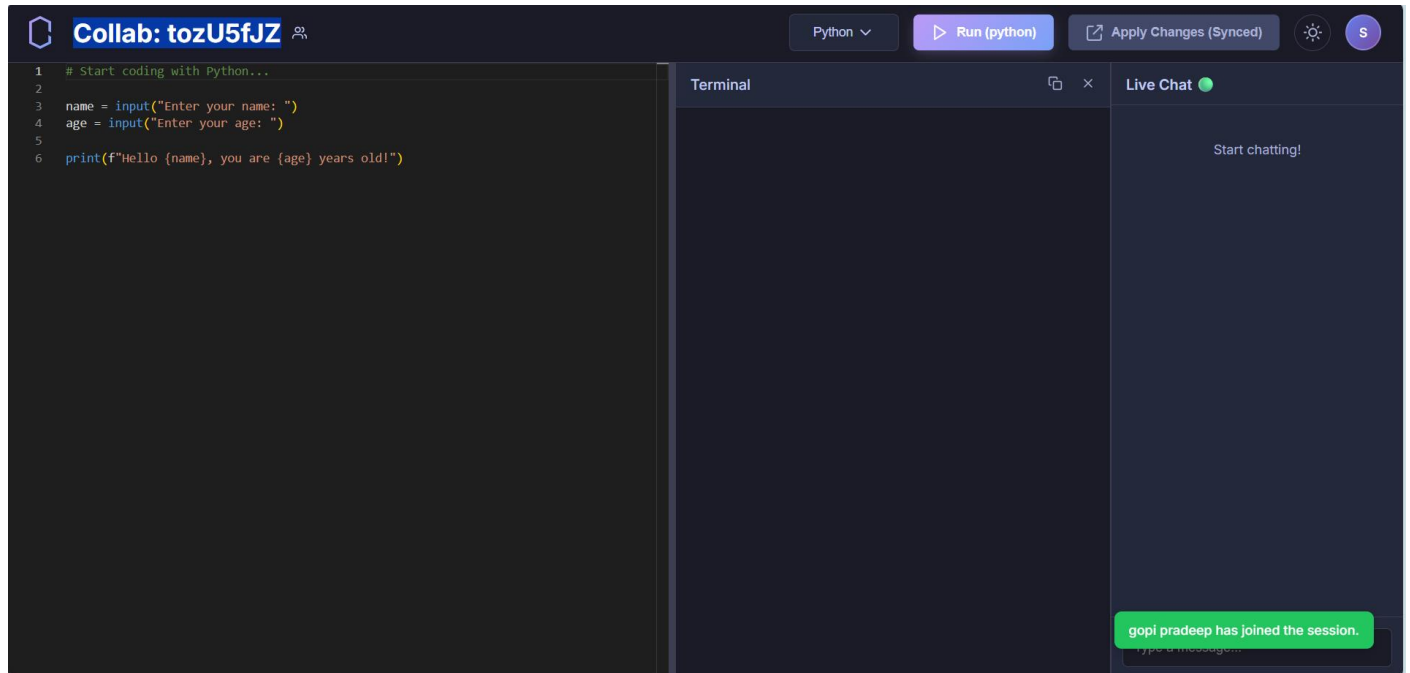 Collab: tozU5fJZ
Python
Run (python)
Apply Changes (Synced)
S
1 # Start coding with Python...
2
3 name = input("Enter your name: ")
4 age = input("Enter your age: ")
5
6 print(f"Hello {name}, you are {age} years old!")
Terminal
Live Chat
Start chatting!
gopi pradeep has joined the session.
Type a message...